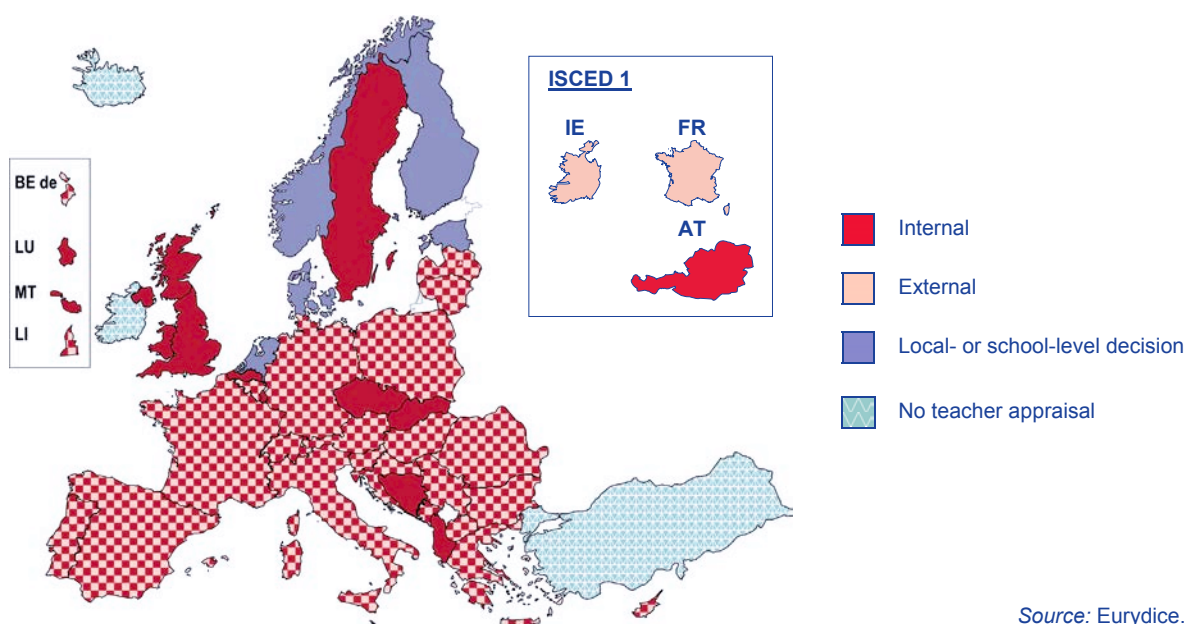 ISCED 1
IE FR
AT
BE de
LU
MT
LI
Internal
External
Local- or school-level decision
No teacher appraisal
Source: Eurydice.